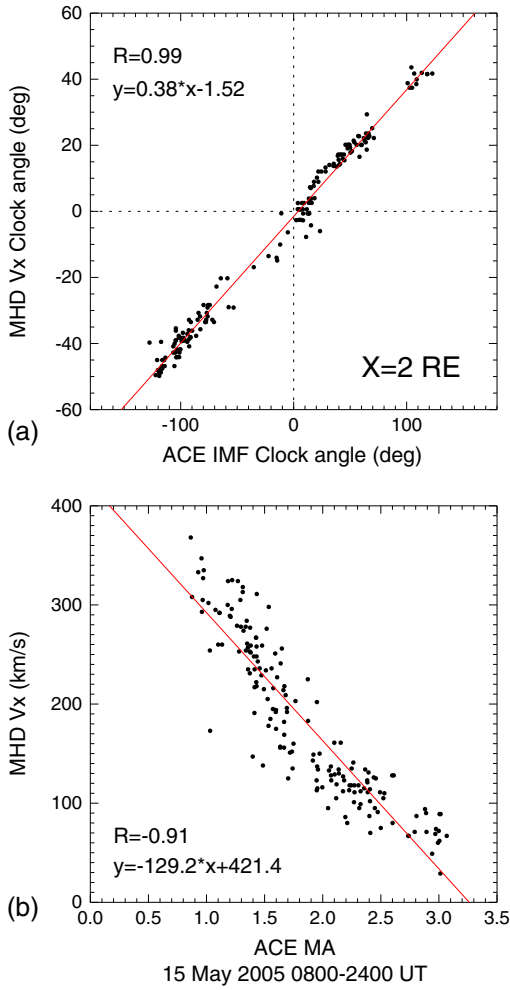 60
R=0.99
y=0.38*x-1.52
40
20
0
-20
-40
-60
MHD Vx Clock angle (deg)
X=2 RE
-100
0
100
(a)
ACE IMF Clock angle (deg)
400
300
200
100
0
MHD Vx (km/s)
R=-0.91
y=-129.2*x+421.4
(b)
0.0 0.5 1.0 1.5 2.0 2.5 3.0 3.5
ACE MA
15 May 2005 0800-2400 UT